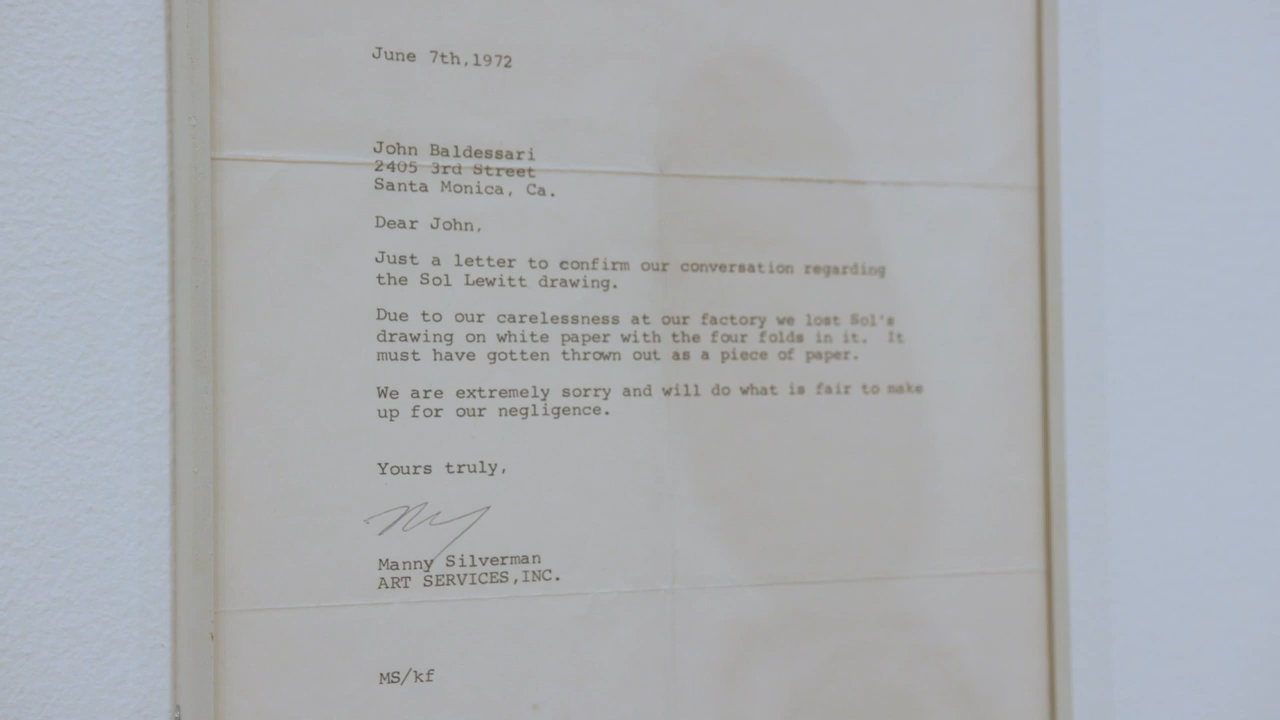 June 7th,1972
John Baldessari
2405 3rd Street
Santa Monica, Ca.
Dear John,
Just a letter to confirm our conversation regarding
the Sol Lewitt drawing.
Due to our carelessness at our factory we lost Sol's
drawing on white paper with the four folds in it. It
must have gotten thrown out as a piece of paper.
We are extremely sorry and will do what is fair to make
up for our negligence.
Yours truly,
Manny Silverman
ART SERVICES,INC.
MS/kf